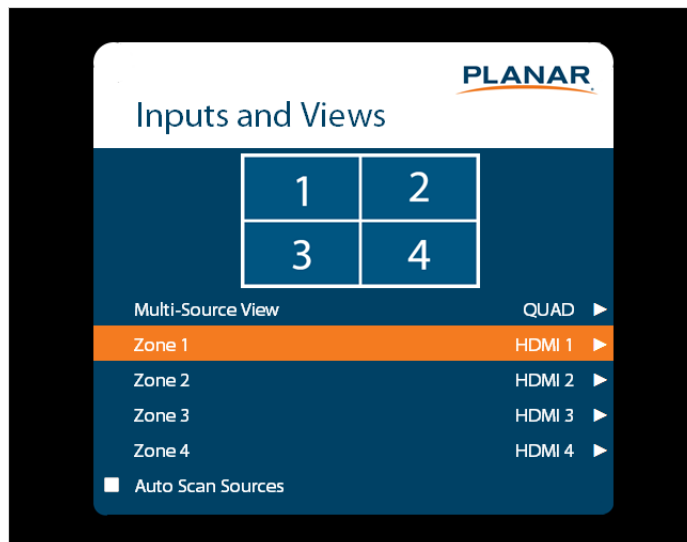 PLANAR
Inputs and Views
1 2
3 4
Multi-Source View QUAD ▶
Zone 1 HDMI 1 ▶
Zone 2 HDMI 2 ▶
Zone 3 HDMI 3 ▶
Zone 4 HDMI 4 ▶
Auto Scan Sources